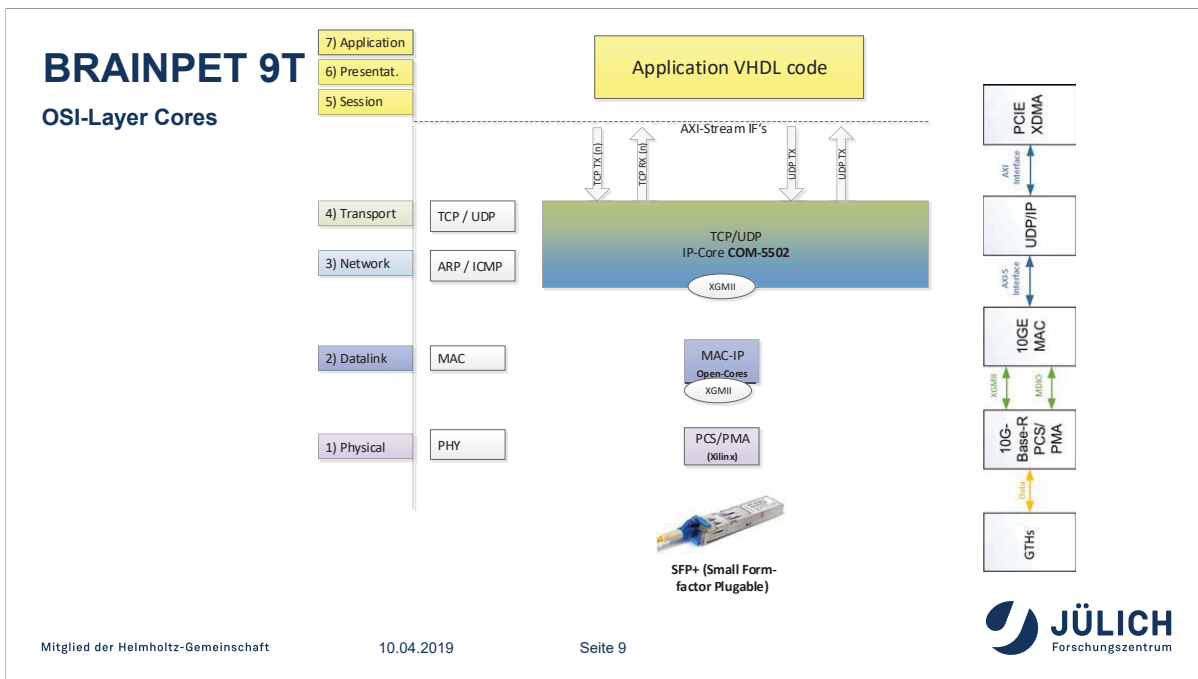 BRAINPET 9T
OSI-Layer Cores
7) Application
6) Presentat.
5) Session
Application VHDL code
AXI-Stream IF's
TCP TX (n)
TCP RX (n)
UDP TX
UDP TX
4) Transport
TCP / UDP
3) Network
ARP / ICMP
TCP/UDP
IP-Core COM-5502
XGMII
2) Datalink
MAC
MAC-IP
Open-Cores
XGMII
1) Physical
PHY
PCS/PMA
(Xilinx)
SFP+ (Small Form-
factor Plugable)
PCIE
XDMA
AXI
Interface
UDP/IP
AXI-S
Interface
10GE
MAC
XGMII
MDIO
10G-
Base-R
PCS/
PMA
Data
GTHs
Mitglied der Helmholtz-Gemeinschaft
10.04.2019
Seite 9
JÜLICH
Forschungszentrum